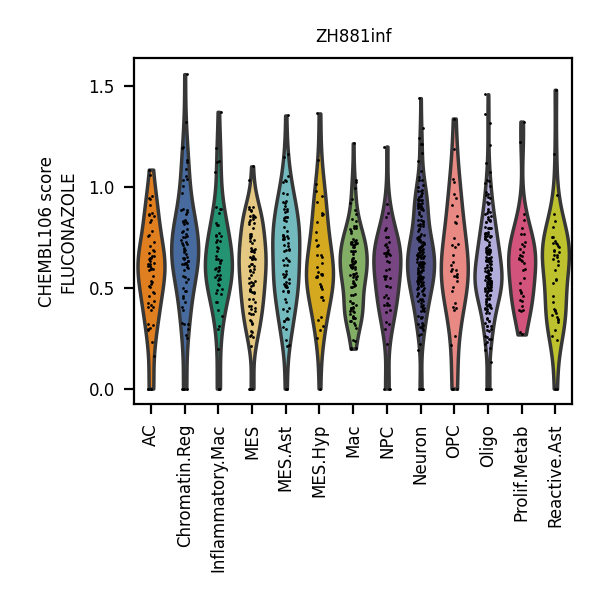 ZH881inf
CHEMBL106 score
FLUCONAZOLE
1.5
1.0
0.5
0.0
AC
Chromatin.Reg
Inflammatory.Mac
MES
MES.Ast
MES.Hyp
Mac
NPC
Neuron
OPC
Oligo
Prolif.Metab
Reactive.Ast